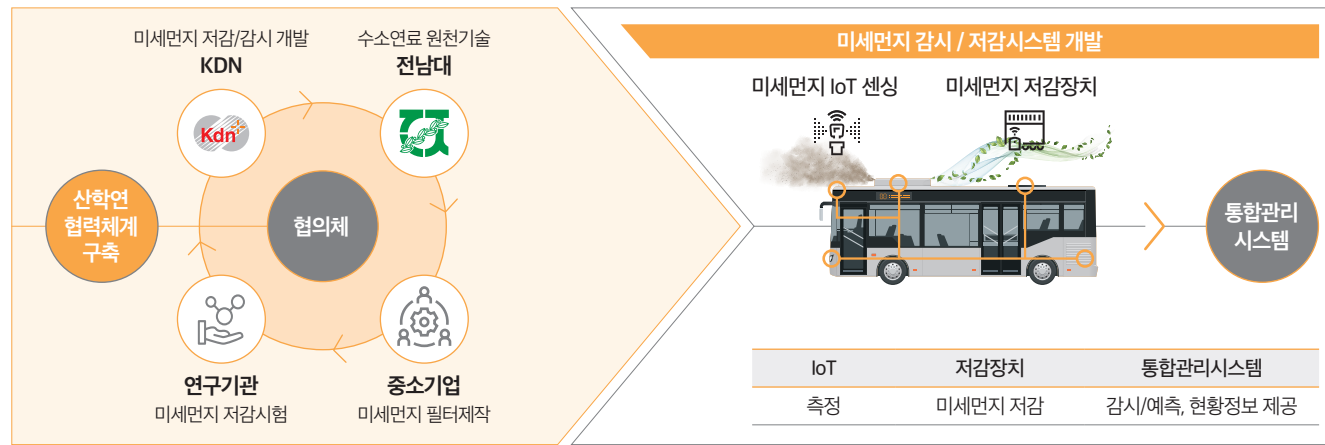 미세먼지 저감/감시 개발
KDN
수소연료 원천기술
전남대
Kdn
산학연
협력체계
구축
협의체
연구기관
미세먼지 저감시험
중소기업
미세먼지 필터제작
미세먼지 감시 / 저감시스템 개발
미세먼지 IoT 센싱
미세먼지 저감장치
통합관리
시스템
IoT 저감장치 통합관리시스템
측정 미세먼지 저감 감시/예측, 현황정보 제공